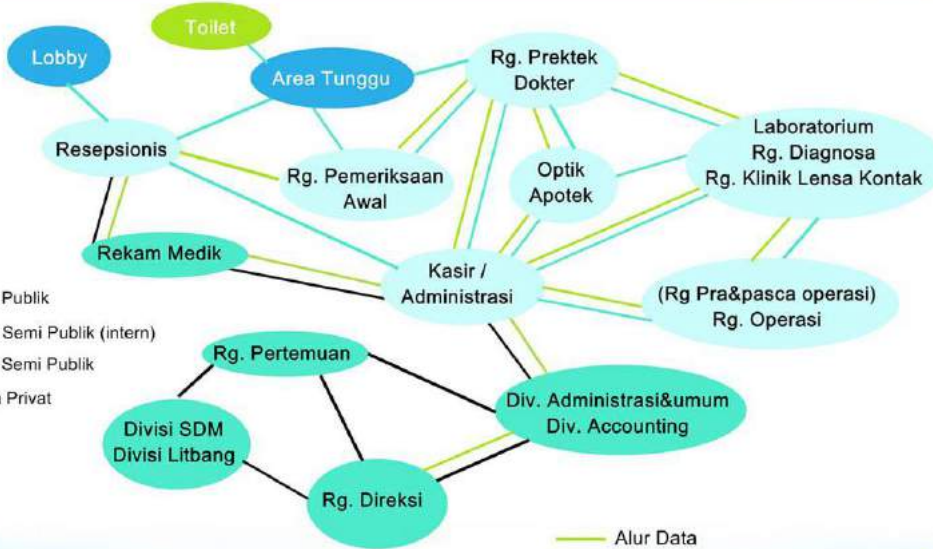 Toilet
Lobby
Area Tunggu
Rg. Prektek
Dokter
Resepsionis
Rg. Pemeriksaan
Awal
Optik
Apotek
Laboratorium
Rg. Diagnosa
Rg. Klinik Lensa Kontak
Rekam Medik
Kasir /
Administrasi
(Rg Pra&pasca operasi)
Rg. Operasi
Publik
Semi Publik (intern)
Semi Publik
Privat
Rg. Pertemuan
Divisi SDM
Divisi Litbang
Rg. Direksi
Div. Administrasi&umum
Div. Accounting
Alur Data